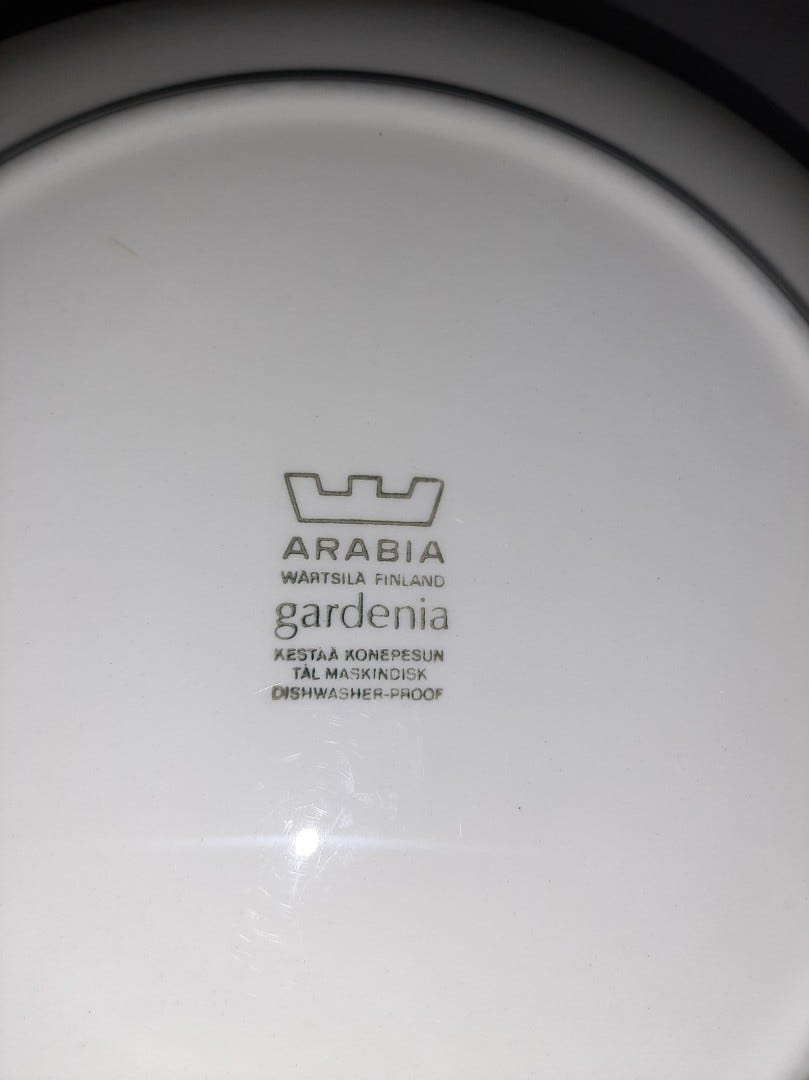 ARABIA
WÄRTSILÄ FINLAND
gardenia
KESTÄÄ KONEPESUN
TÅL MASKINDISK
DISHWASHER-PROOF